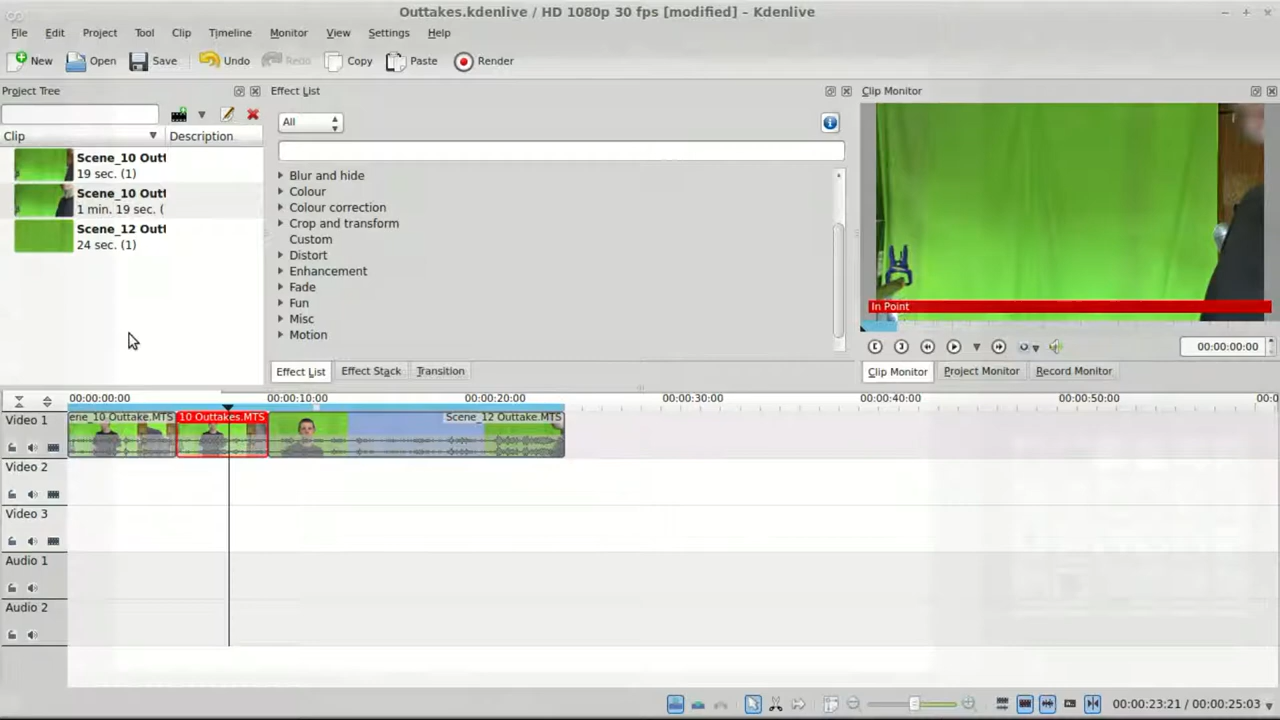 Outtakes.kdenlive / HD 1080p 30 fps [modified] – Kdenlive
File Edit Project Tool Clip Timeline Monitor View Settings Help
New Open Save Undo Redo Copy Paste Render
Project Tree
Clip Description
Scene_10 Outt
19 sec. (1)
Scene_10 Outt
1 min. 19 sec. (
Scene_12 Outt
24 sec. (1)
Effect List
All
Blur and hide
Colour
Colour correction
Crop and transform
Custom
Distort
Enhancement
Fade
Fun
Misc
Motion
Effect List Effect Stack Transition
Clip Monitor
In Point
00:00:00:00
Clip Monitor Project Monitor Record Monitor
00:00:00:00 00:00:10:00 00:00:20:00 00:00:30:00 00:00:40:00 00:00:50:00 00:0
Video 1
ene_10 Outtake.MTS 10 Outtakes.MTS Scene_12 Outtake.MTS
Video 2
Video 3
Audio 1
Audio 2
00:00:23:21 / 00:00:25:03